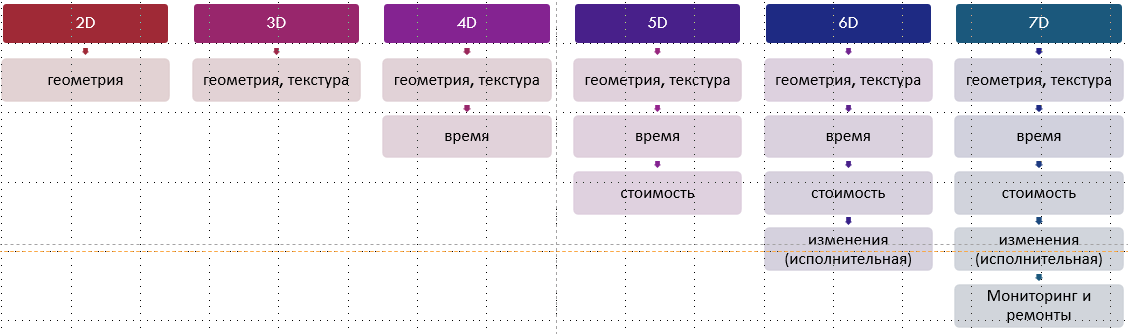 2D
3D
4D
5D
6D
7D
геометрия
геометрия, текстура
геометрия, текстура
геометрия, текстура
геометрия, текстура
геометрия, текстура
время
время
время
время
стоимость
стоимость
стоимость
изменения
(исполнительная)
изменения
(исполнительная)
Мониторинг и
ремонты